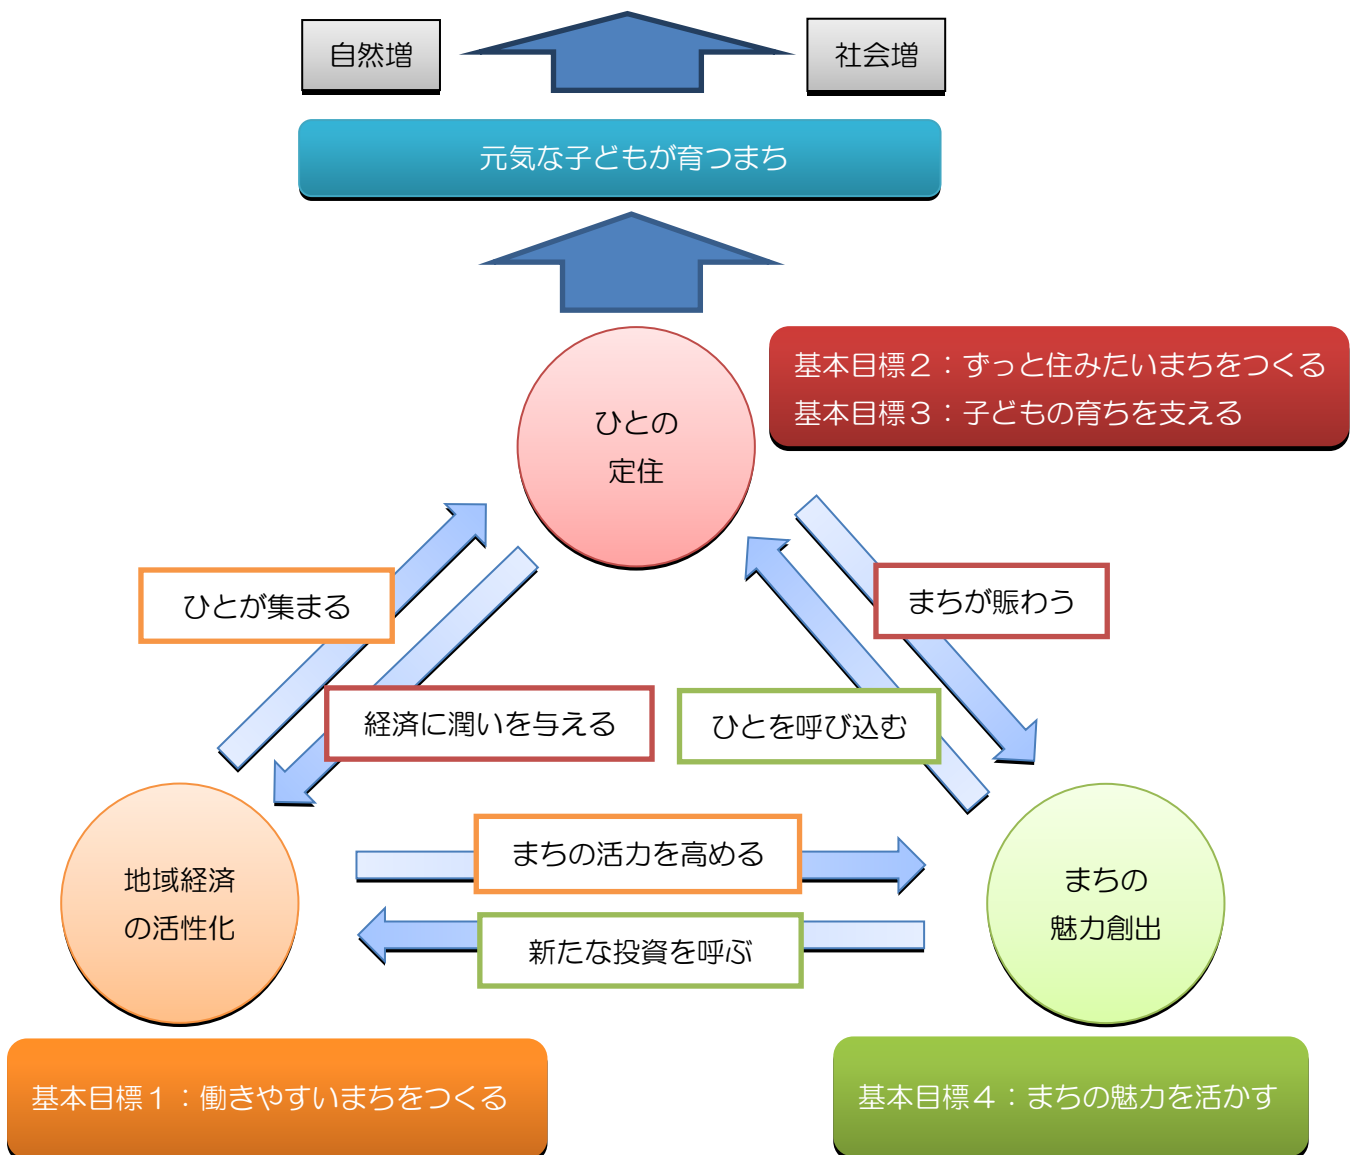 自然増
社会増
元気な子どもが育つまち
基本目標２：ずっと住みたいまちをつくる
基本目標３：子どもの育ちを支える
ひとの
定住
ひとが集まる
まちが賑わう
経済に潤いを与える
ひとを呼び込む
まちの活力を高める
地域経済
の活性化
まちの
魅力創出
新たな投資を呼ぶ
基本目標１：働きやすいまちをつくる
基本目標４：まちの魅力を活かす